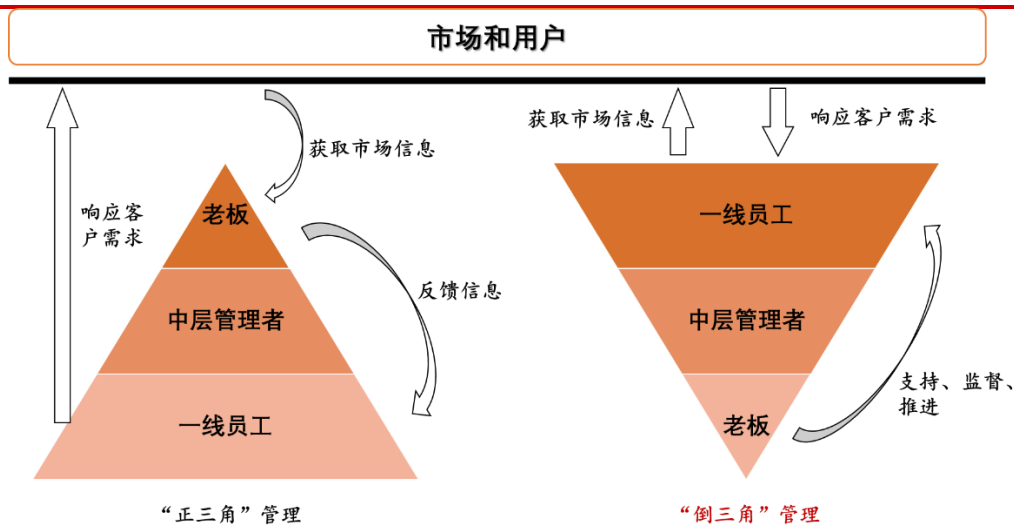 市场和用户
获取市场信息
响应客
户需求
老板
反馈信息
中层管理者
一线员工
“正三角”管理
获取市场信息
响应客户需求
一线员工
中层管理者
支持、监督、
推进
老板
“倒三角”管理